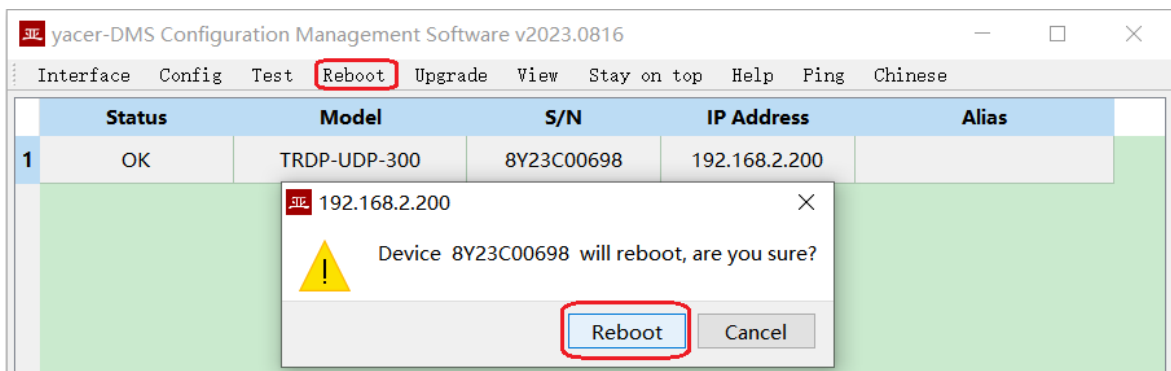 亚 yacer-DMS Configuration Management Software v2023.0816
Interface Config Test Reboot Upgrade View Stay on top Help Ping Chinese
Status Model S/N IP Address Alias
1 OK TRDP-UDP-300 8Y23C00698 192.168.2.200
亚 192.168.2.200
Device 8Y23C00698 will reboot, are you sure?
Reboot Cancel